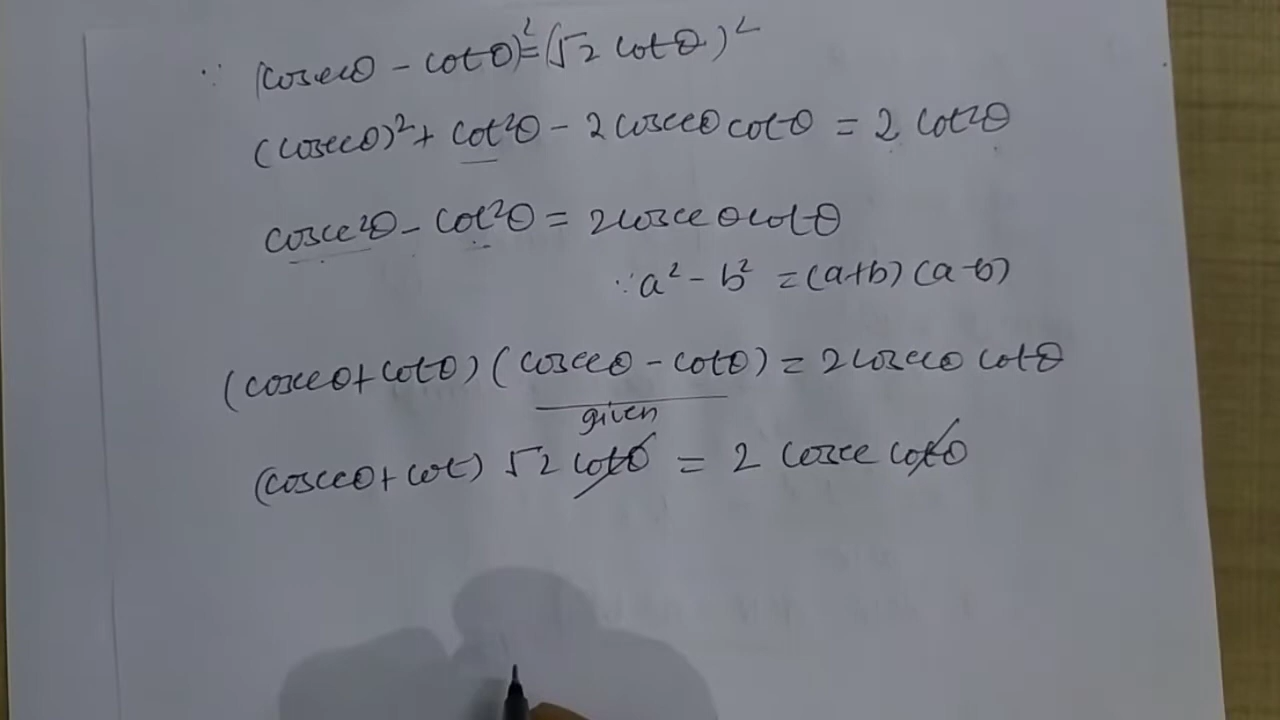 ∵ (cosecθ - cotθ)² = (√2 cotθ)²
(cosecθ)² + cot²θ - 2 cosecθ cotθ = 2 cot²θ
cosec²θ - cot²θ = 2 cosec θ cotθ
∵ a² - b² = (a+b) (a-b)
(cosecθ + cotθ) (cosecθ - cotθ) = 2 cosecθ cotθ
given
(cosecθ + cot) √2 cotθ = 2 cosec cotθ